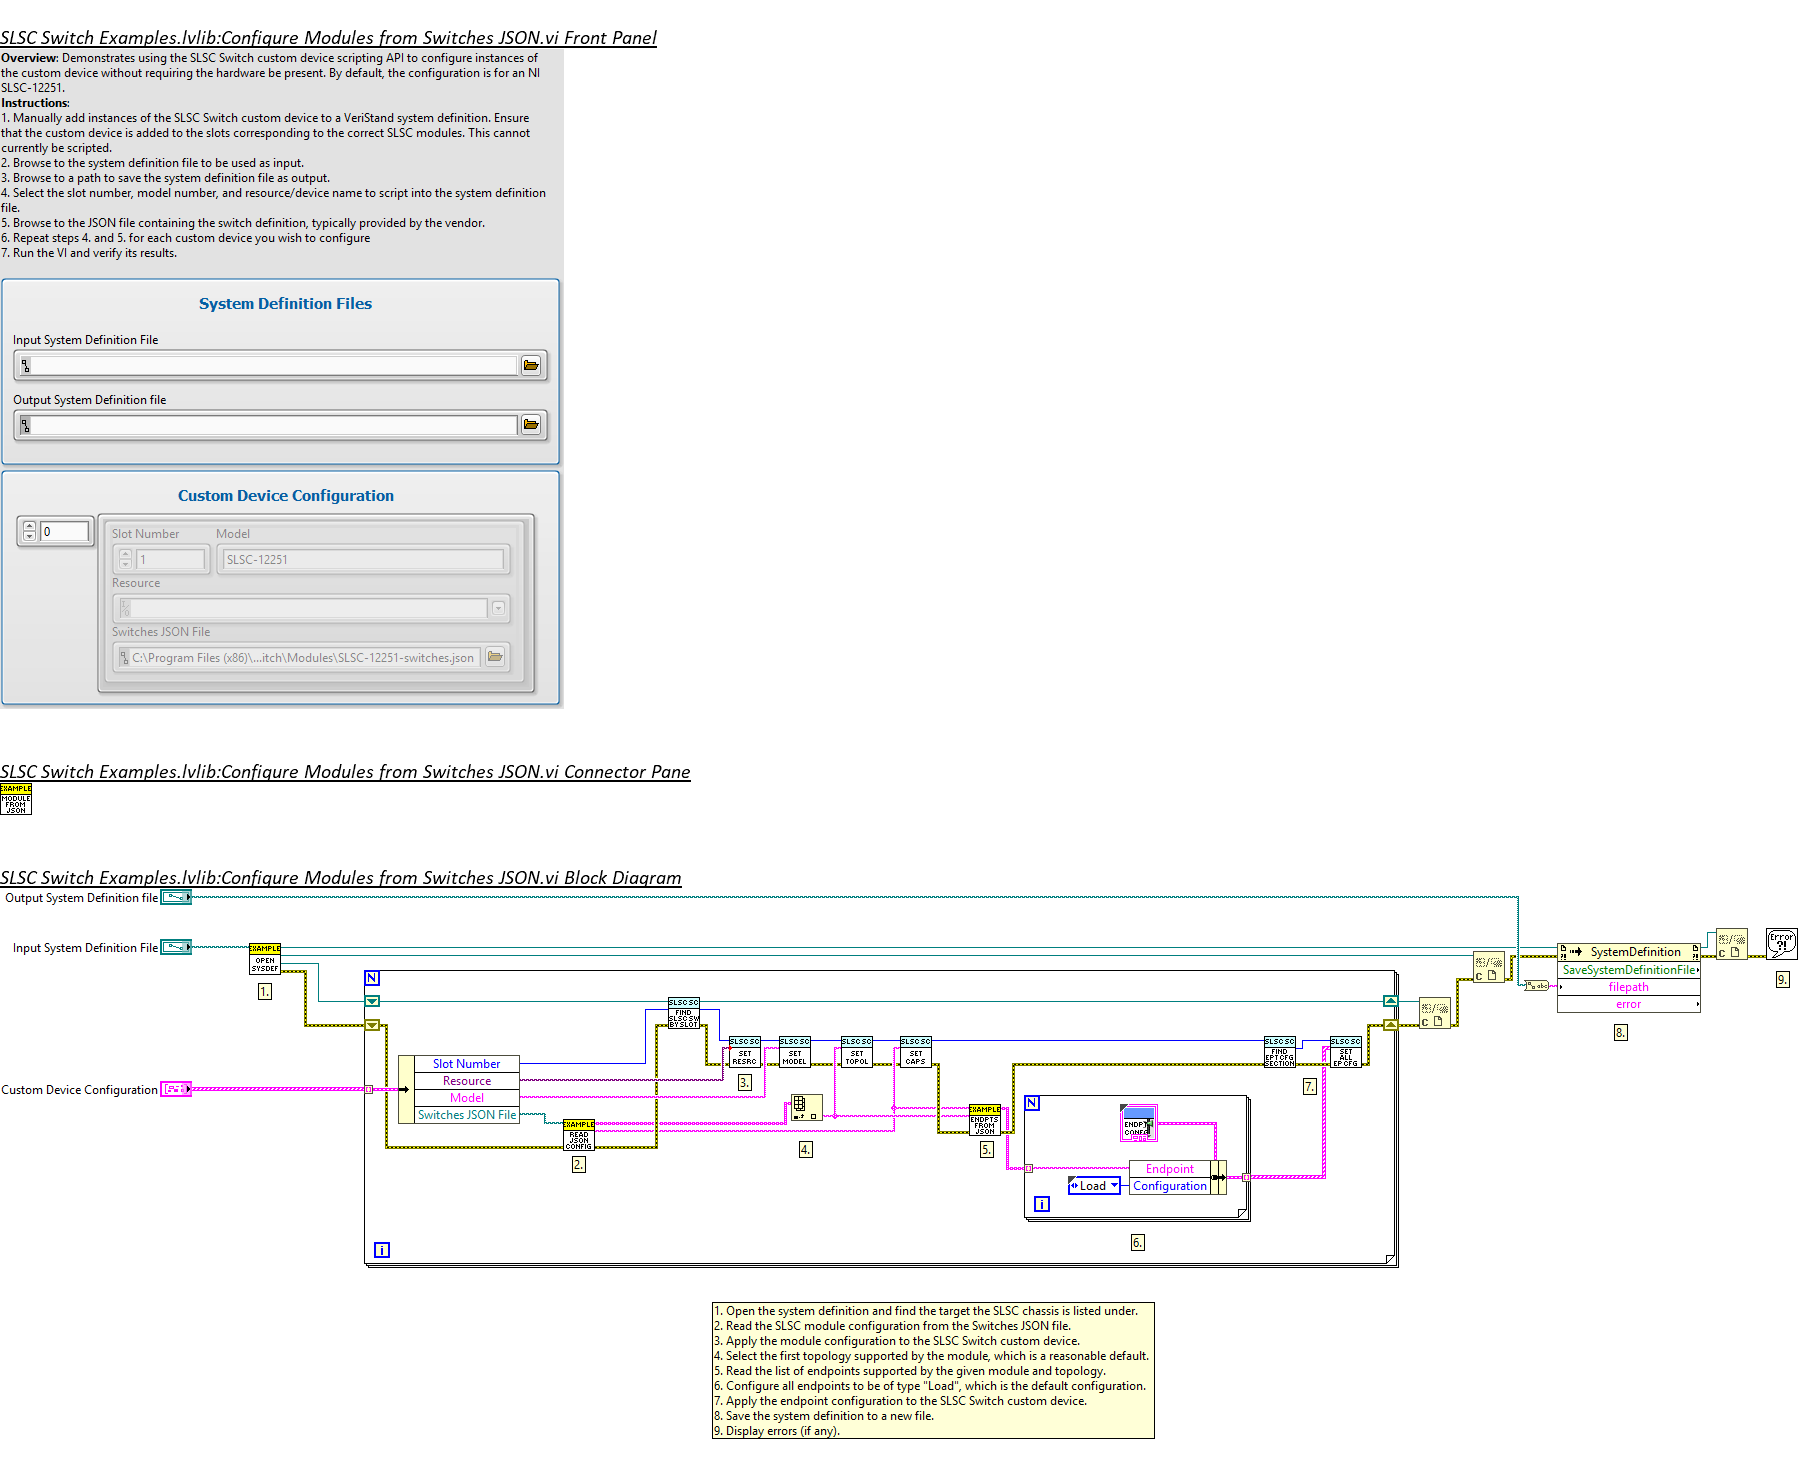 SLSC Switch Examples.lvlib:Configure Modules from Switches JSON.vi Front Panel
Overview: Demonstrates using the SLSC Switch custom device scripting API to configure instances of
the custom device without requiring the hardware be present. By default, the configuration is for an NI
SLSC-12251.
Instructions:
1. Manually add instances of the SLSC Switch custom device to a VeriStand system definition. Ensure
that the custom device is added to the slots corresponding to the correct SLSC modules. This cannot
currently be scripted.
2. Browse to the system definition file to be used as input.
3. Browse to a path to save the system definition file as output.
4. Select the slot number, model number, and resource/device name to script into the system definition
file.
5. Browse to the JSON file containing the switch definition, typically provided by the vendor.
6. Repeat steps 4. and 5. for each custom device you wish to configure
7. Run the VI and verify its results.
System Definition Files
Input System Definition File
Output System Definition file
Custom Device Configuration
0
Slot Number Model
1 SLSC-12251
Resource
Switches JSON File
C:\Program Files (x86)\...itch\Modules\SLSC-12251-switches.json
SLSC Switch Examples.lvlib:Configure Modules from Switches JSON.vi Connector Pane
EXAMPLE
MODULE
FROM
JSON
SLSC Switch Examples.lvlib:Configure Modules from Switches JSON.vi Block Diagram
Output System Definition file
Input System Definition File
EXAMPLE
OPEN
SYSDEF
1.
N
SLSC SC
FIND
SLSC SW
BY SLOT
SLSC SC
SET
RESRC
3.
SLSC SC
SET
MODEL
SLSC SC
SET
TOPOL
SLSC SC
SET
CAPS
SLSC SC
FIND
EPT CFG
SECTION
SLSC SC
SET
ALL
EP CFG
7.
Custom Device Configuration
Slot Number
Resource
Model
Switches JSON File
EXAMPLE
READ
JSON
CONFIG
2.
4.
EXAMPLE
ENDPTS
FROM
JSON
5.
N
ENDPT
CONFG
Endpoint
Load
Configuration
i
6.
i
C
C
SystemDefinition
SaveSystemDefinitionFile
filepath
error
8.
C
Error
?!
9.
1. Open the system definition and find the target the SLSC chassis is listed under.
2. Read the SLSC module configuration from the Switches JSON file.
3. Apply the module configuration to the SLSC Switch custom device.
4. Select the first topology supported by the module, which is a reasonable default.
5. Read the list of endpoints supported by the given module and topology.
6. Configure all endpoints to be of type "Load", which is the default configuration.
7. Apply the endpoint configuration to the SLSC Switch custom device.
8. Save the system definition to a new file.
9. Display errors (if any).